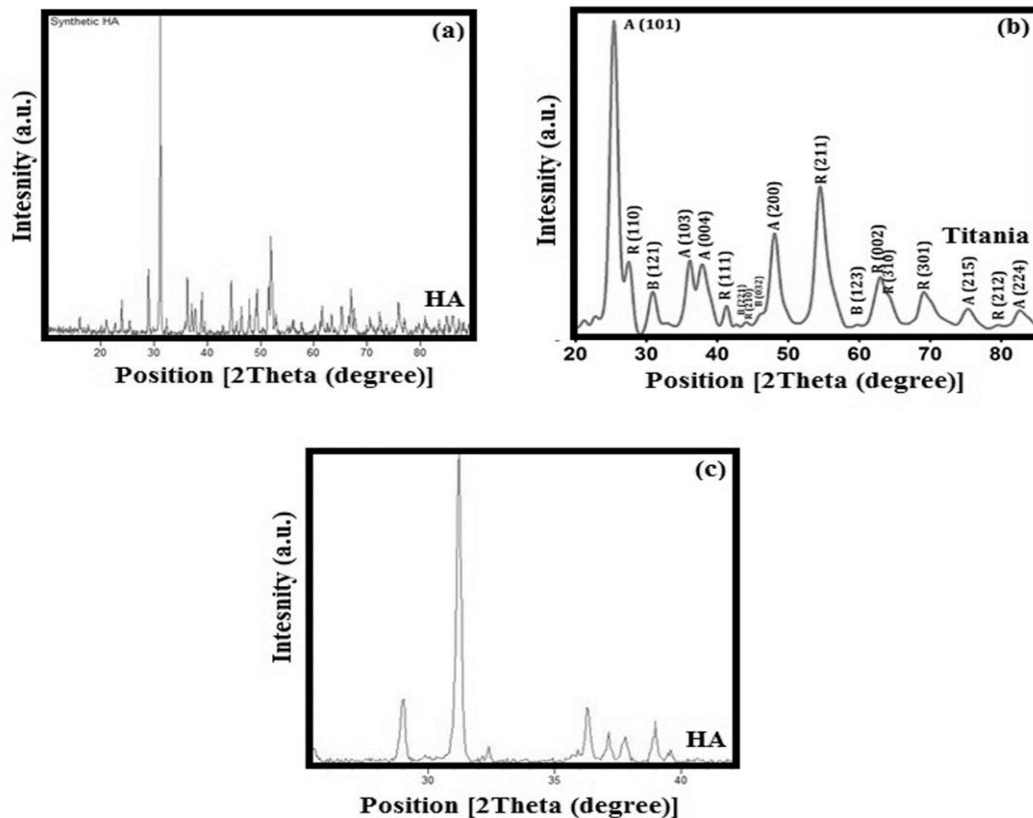 Synthetic HA
(a)
HA
Intesnity (a.u.)
20 30 40 50 60 70 80
Position [2Theta (degree)]
(b)
A (101)
R (110)
B (121)
A (103)
A (004)
R (111)
B (221)
R (210)
B (032)
A (200)
R (211)
B (123)
R (002)
R (310)
R (301)
A (215)
R (212)
A (224)
Titania
Intesnity (a.u.)
20 30 40 50 60 70 80
Position [2Theta (degree)]
(c)
HA
Intesnity (a.u.)
30 35 40
Position [2Theta (degree)]